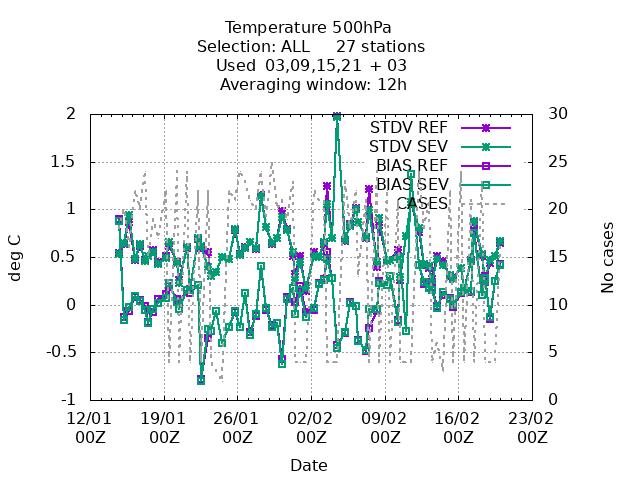 Temperature 500hPa
Selection: ALL 27 stations
Used 03,09,15,21 + 03
Averaging window: 12h
2 30
STDV REF
STDV SEV
1.5 25
BIAS REF
BIAS SEV
CASES
1 20
deg C
0.5 15
No cases
0 10
-0.5 5
-1 0
12/01 19/01 26/01 02/02 09/02 16/02 23/02
00Z 00Z 00Z 00Z 00Z 00Z 00Z
Date